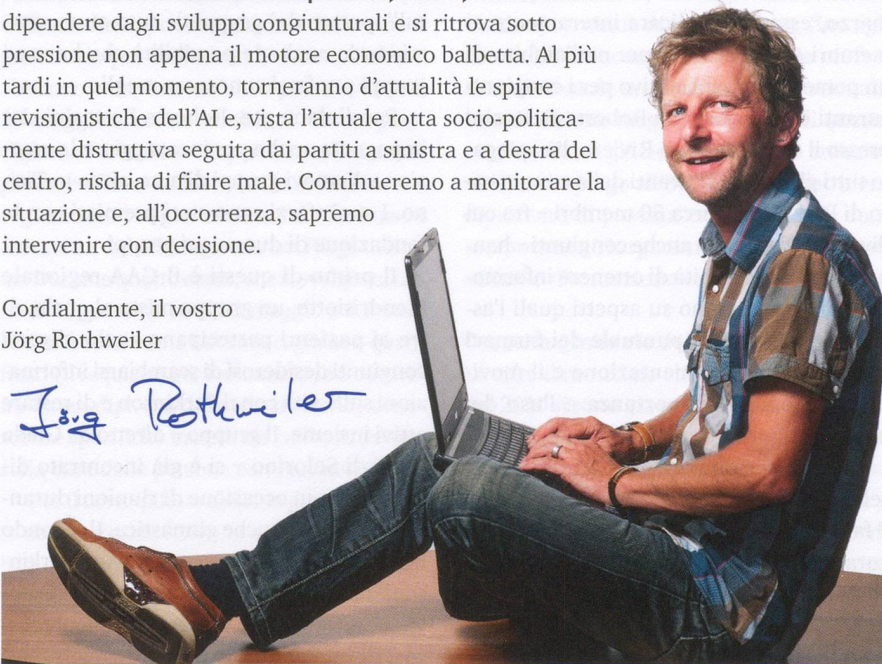 dipendere dagli sviluppi congiunturali e si ritrova sotto
pressione non appena il motore economico balbetta. Al più
tardi in quel momento, torneranno d'attualità le spinte
revisionistiche dell'AI e, vista l'attuale rotta socio-politica-
mente distruttiva seguita dai partiti a sinistra e a destra del
centro, rischia di finire male. Continueremo a monitorare la
situazione e, all'occorrenza, sapremo
intervenire con decisione.
Cordialmente, il vostro
Jörg Rothweiler
Jörg Rothweiler